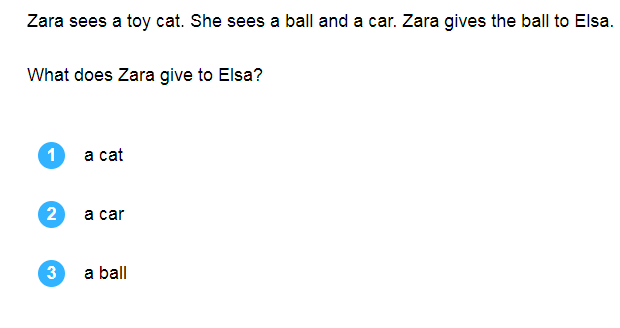 Zara sees a toy cat. She sees a ball and a car. Zara gives the ball to Elsa.
What does Zara give to Elsa?
1 a cat
2 a car
3 a ball